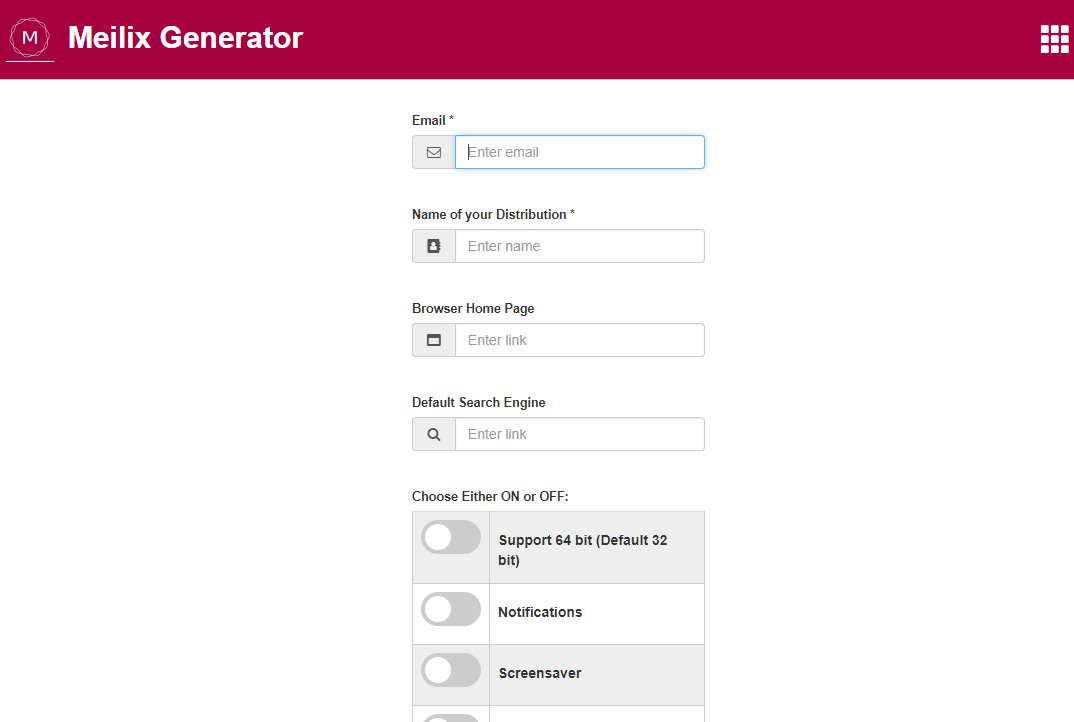 M
Meilix Generator
Email *
Enter email
Name of your Distribution *
Enter name
Browser Home Page
Enter link
Default Search Engine
Enter link
Choose Either ON or OFF:
Support 64 bit (Default 32
bit)
Notifications
Screensaver